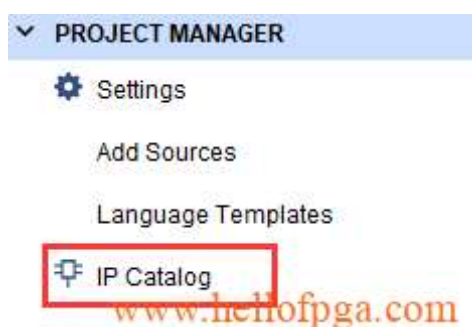 PROJECT MANAGER
Settings
Add Sources
Language Templates
IP Catalog
www.hellofpga.com